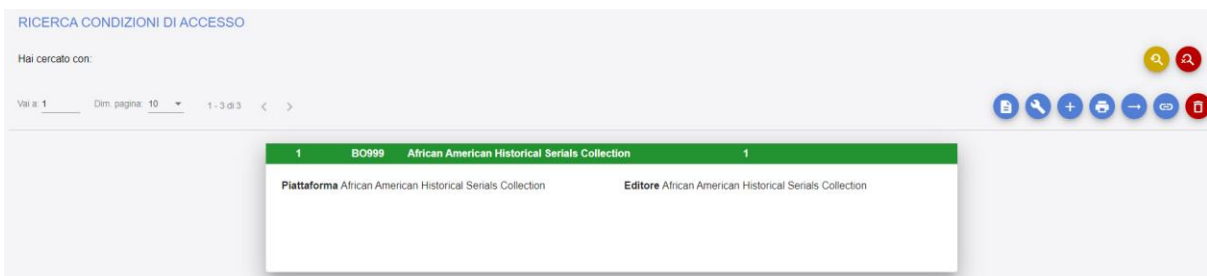 RICERCA CONDIZIONI DI ACCESSO
Hai cercato con:
Vai a: 1 Dim. pagina: 10 1 - 3 di 3
1 BO999 African American Historical Serials Collection 1
Piattaforma African American Historical Serials Collection Editore African American Historical Serials Collection